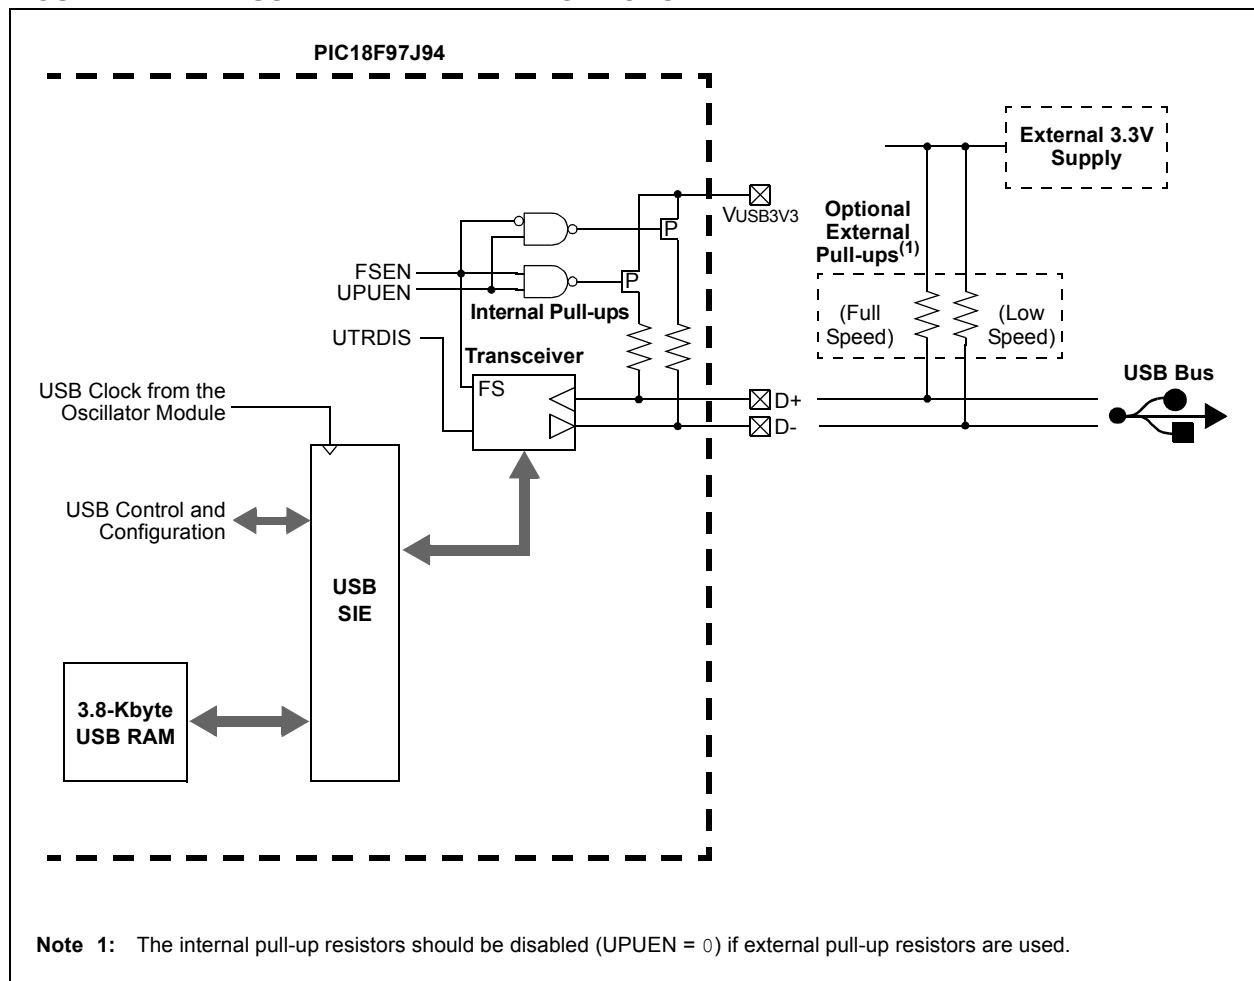 PIC18F97J94
External 3.3V
Supply
VUSB3V3
Optional
External
Pull-ups(1)
P
FSEN
P
UPUEN
Internal Pull-ups
(Full
Speed)
(Low
Speed)
UTRDIS
Transceiver
FS
USB Bus
USB Clock from the
Oscillator Module
D+
D-
USB Control and
Configuration
USB
SIE
3.8-Kbyte
USB RAM
Note 1: The internal pull-up resistors should be disabled (UPUEN = 0) if external pull-up resistors are used.